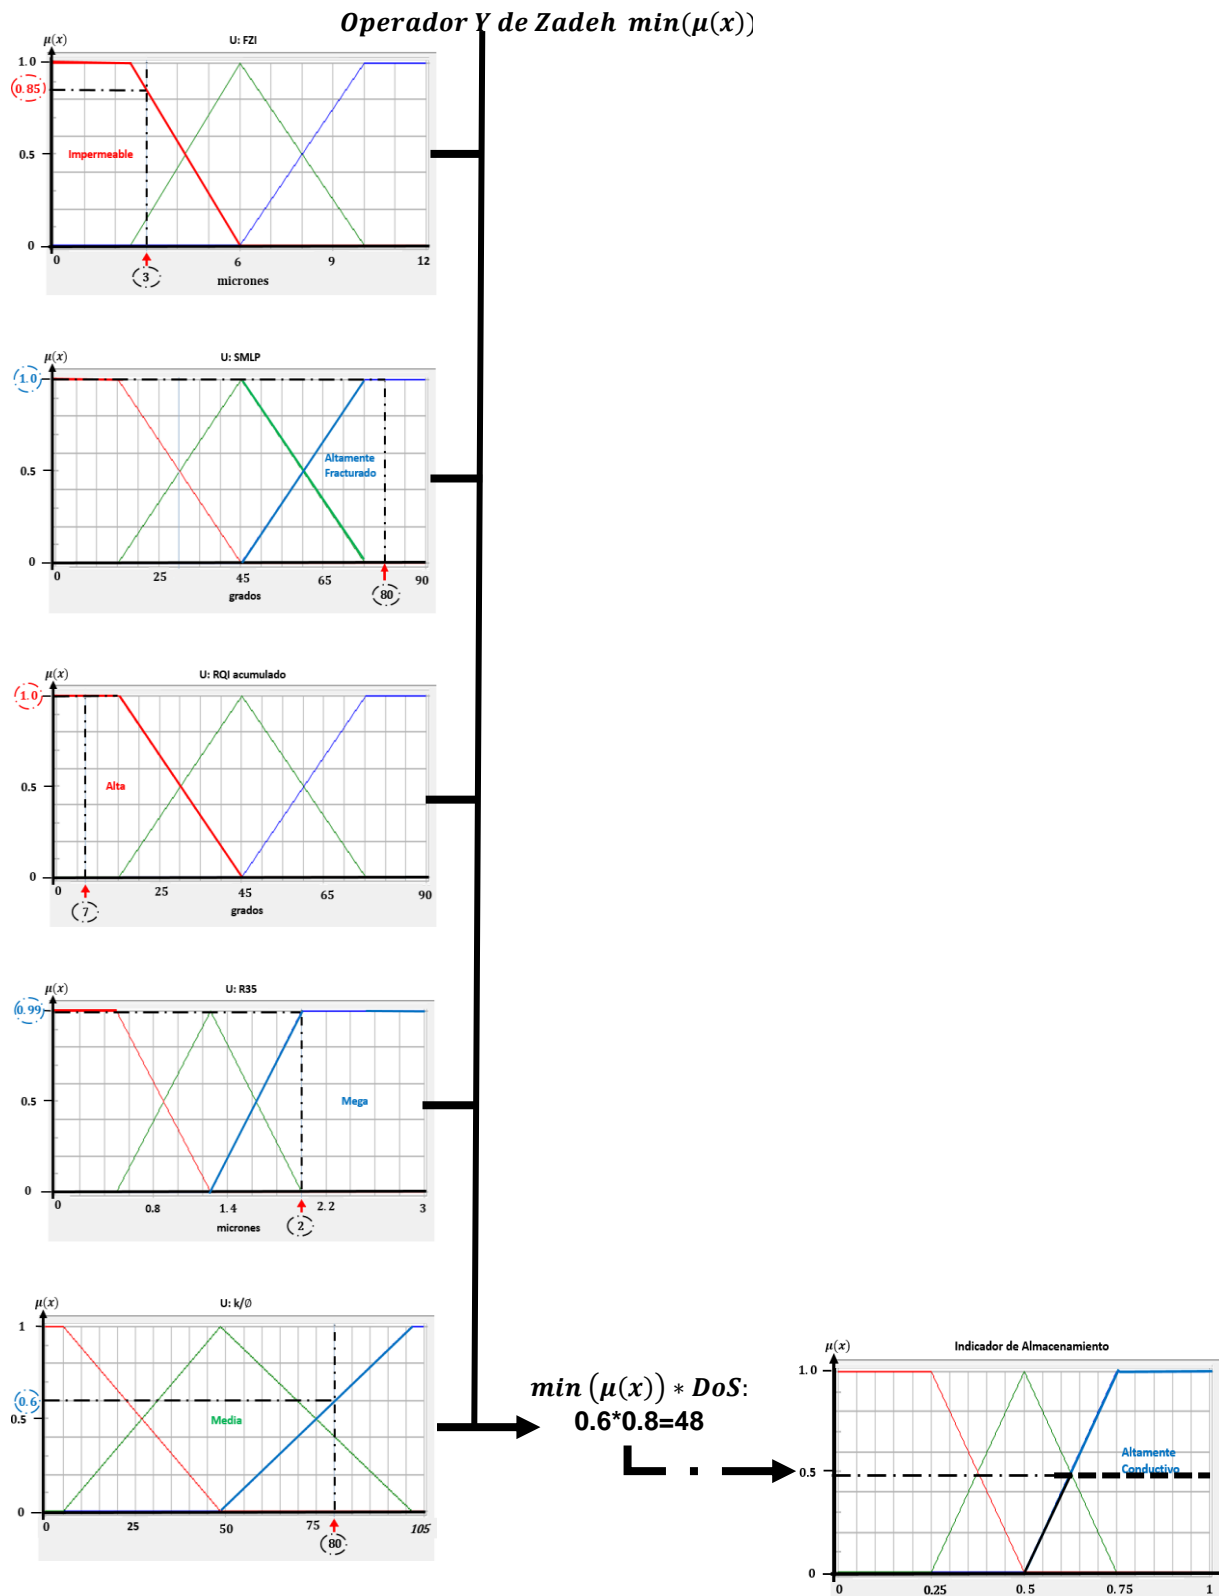 Operador Y de Zadeh min(μ(x))
μ(x)
U: FZI
1.0
0.85
0.5
Impermeable
0
0
6
9
12
3
micrones
μ(x)
U: SMLP
1.0
0.5
Altamente
Fracturado
0
0
25
45
65
90
80
grados
μ(x)
U: RQI acumulado
1.0
0.5
Alta
0
0
25
45
65
90
7
grados
μ(x)
U: R35
0.99
0.5
Mega
0
0
0.8
1.4
2.2
3
2
micrones
μ(x)
U: k/Ø
1
0.6
0.5
Media
0
0
25
50
75
105
80
min (μ(x)) * DoS:
0.6*0.8=48
μ(x)
Indicador de Almacenamiento
1.0
0.5
Altamente
Conductivo
0
0
0.25
0.5
0.75
1